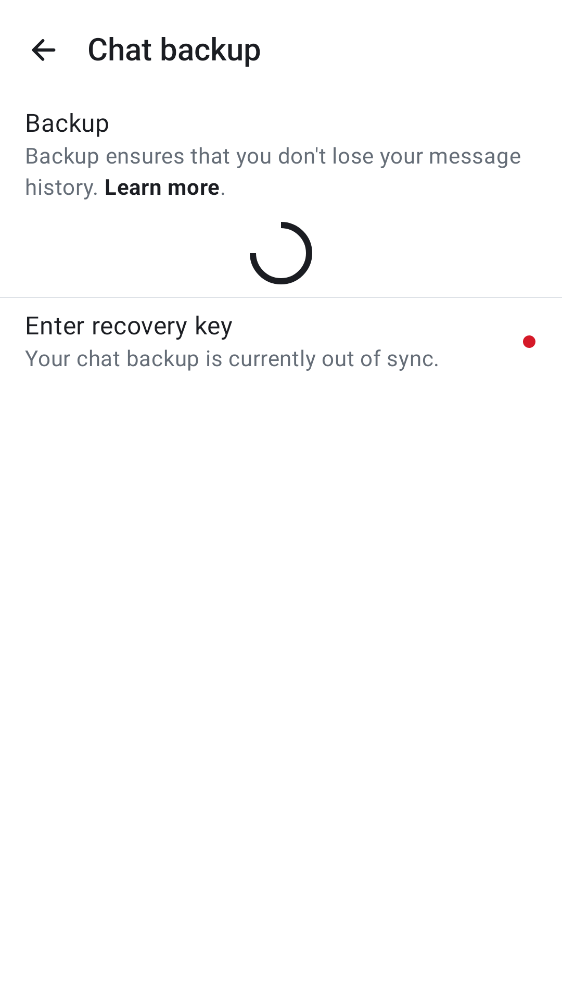 Chat backup
Backup
Backup ensures that you don't lose your message
history. Learn more.
Enter recovery key
Your chat backup is currently out of sync.